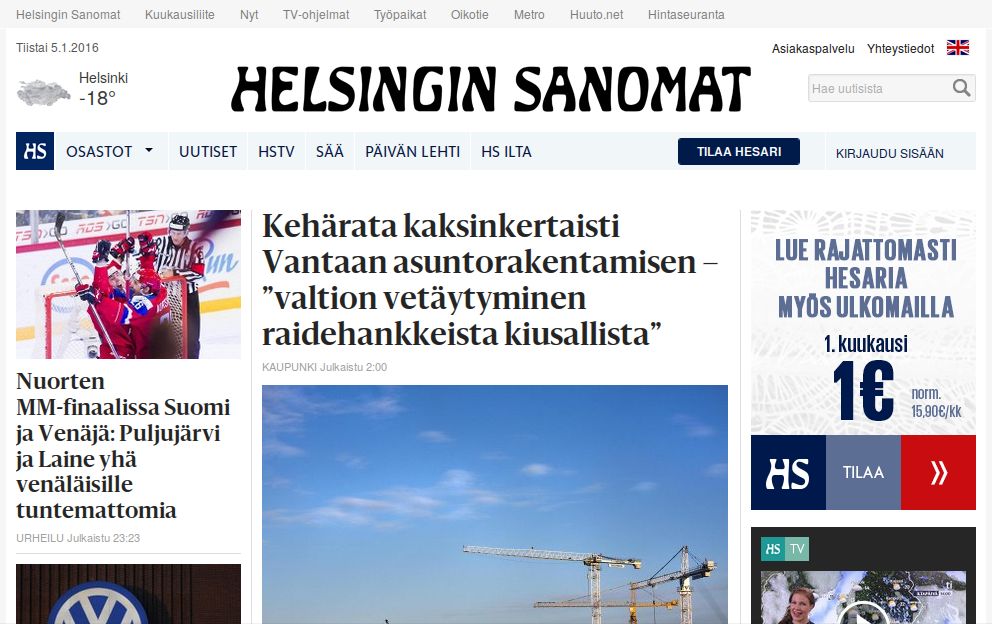 Helsingin Sanomat Kuukausiliite Nyt TV-ohjelmat Työpaikat Oikotie Metro Huuto.net Hintaseuranta
Tiistai 5.1.2016
Asiakaspalvelu Yhteystiedot
Helsinki
-18°
HELSINGIN SANOMAT
Hae uutisista
HS OSASTOT UUTISET HSTV SÄÄ PÄIVÄN LEHTI HS ILTA TILAA HESARI KIRJAUDU SISÄÄN
Nuorten
MM-finaalissa Suomi
ja Venäjä: Puljujärvi
ja Laine yhä
venäläisille
tuntemattomia
URHEILU Julkaistu 23:23
Kehärata kaksinkertaisti
Vantaan asuntorakentamisen –
”valtion vetäytyminen
raidehankkeista kiusallista”
KAUPUNKI Julkaistu 2:00
LUE RAJATTOMASTI
HESARIA
MYÖS ULKOMAILLA
1. kuukausi
1€
norm.
15,90€/kk
HS TILAA
HS TV